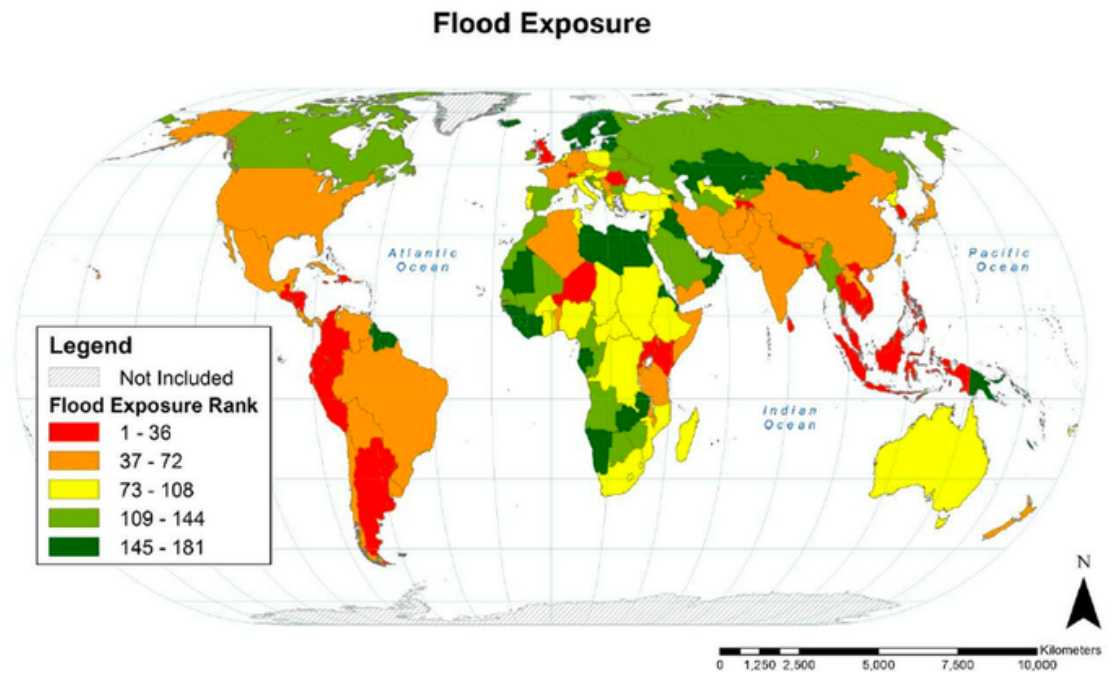 Flood Exposure
Atlantic
Ocean
Pacific
Ocean
Indian
Ocean
Legend
Not Included
Flood Exposure Rank
1 - 36
37 - 72
73 - 108
109 - 144
145 - 181
N
Kilometers
0 1,250 2,500 5,000 7,500 10,000